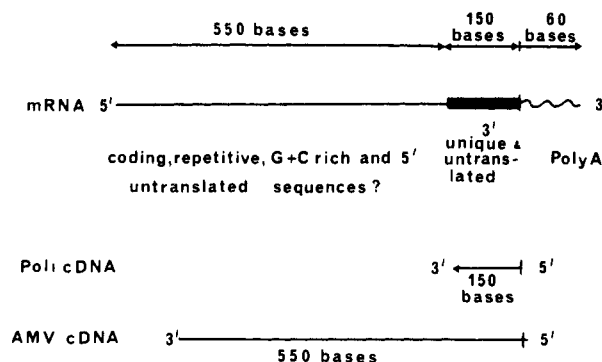 550 bases
150 bases
60 bases
mRNA 5' 3
coding, repetitive, G+C rich and 5'
untranslated sequences?
3'
unique &
untrans-
lated
PolyA
Poli cDNA 3' 5'
150
bases
AMV cDNA 3' 5'
550 bases